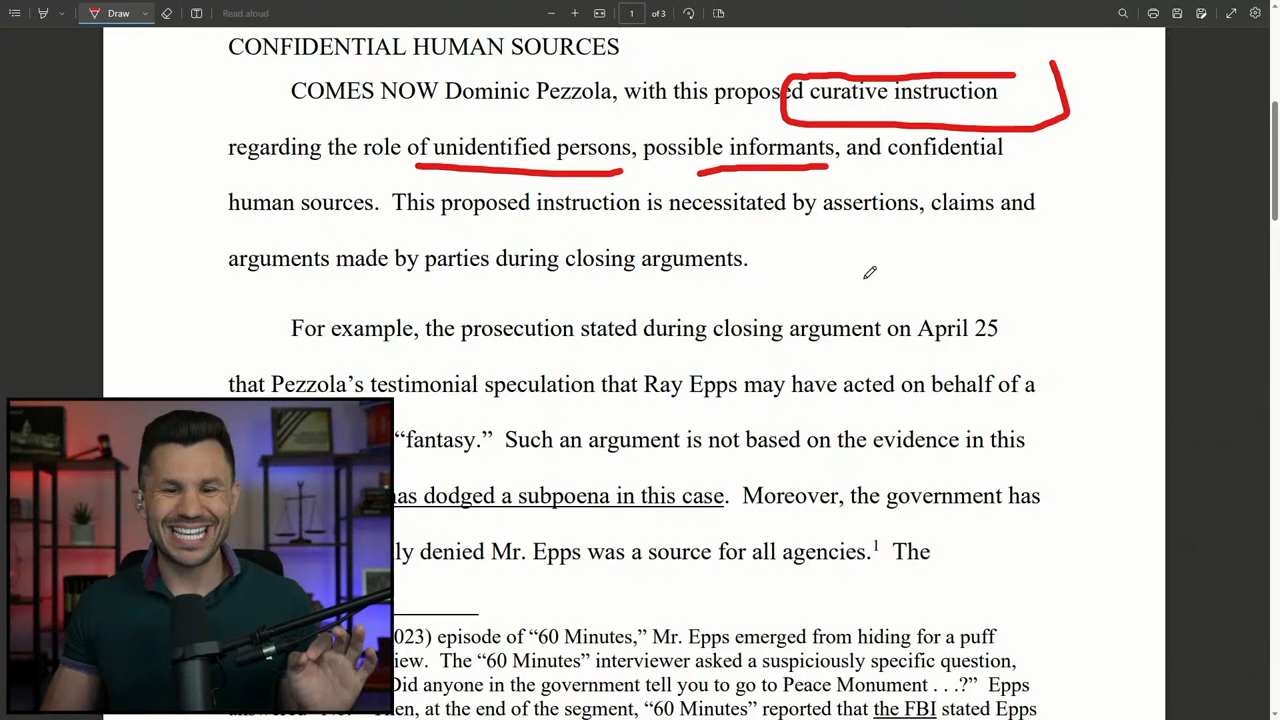 Draw
Read aloud
1 of 3
CONFIDENTIAL HUMAN SOURCES
COMES NOW Dominic Pezzola, with this proposed curative instruction
regarding the role of unidentified persons, possible informants, and confidential
human sources. This proposed instruction is necessitated by assertions, claims and
arguments made by parties during closing arguments.
For example, the prosecution stated during closing argument on April 25
that Pezzola’s testimonial speculation that Ray Epps may have acted on behalf of a
“fantasy.” Such an argument is not based on the evidence in this
has dodged a subpoena in this case. Moreover, the government has
ly denied Mr. Epps was a source for all agencies.1 The
023) episode of “60 Minutes,” Mr. Epps emerged from hiding for a puff
iew. The “60 Minutes” interviewer asked a suspiciously specific question,
Did anyone in the government tell you to go to Peace Monument . . .?” Epps
at the end of the segment, “60 Minutes” reported that the FBI stated Epps